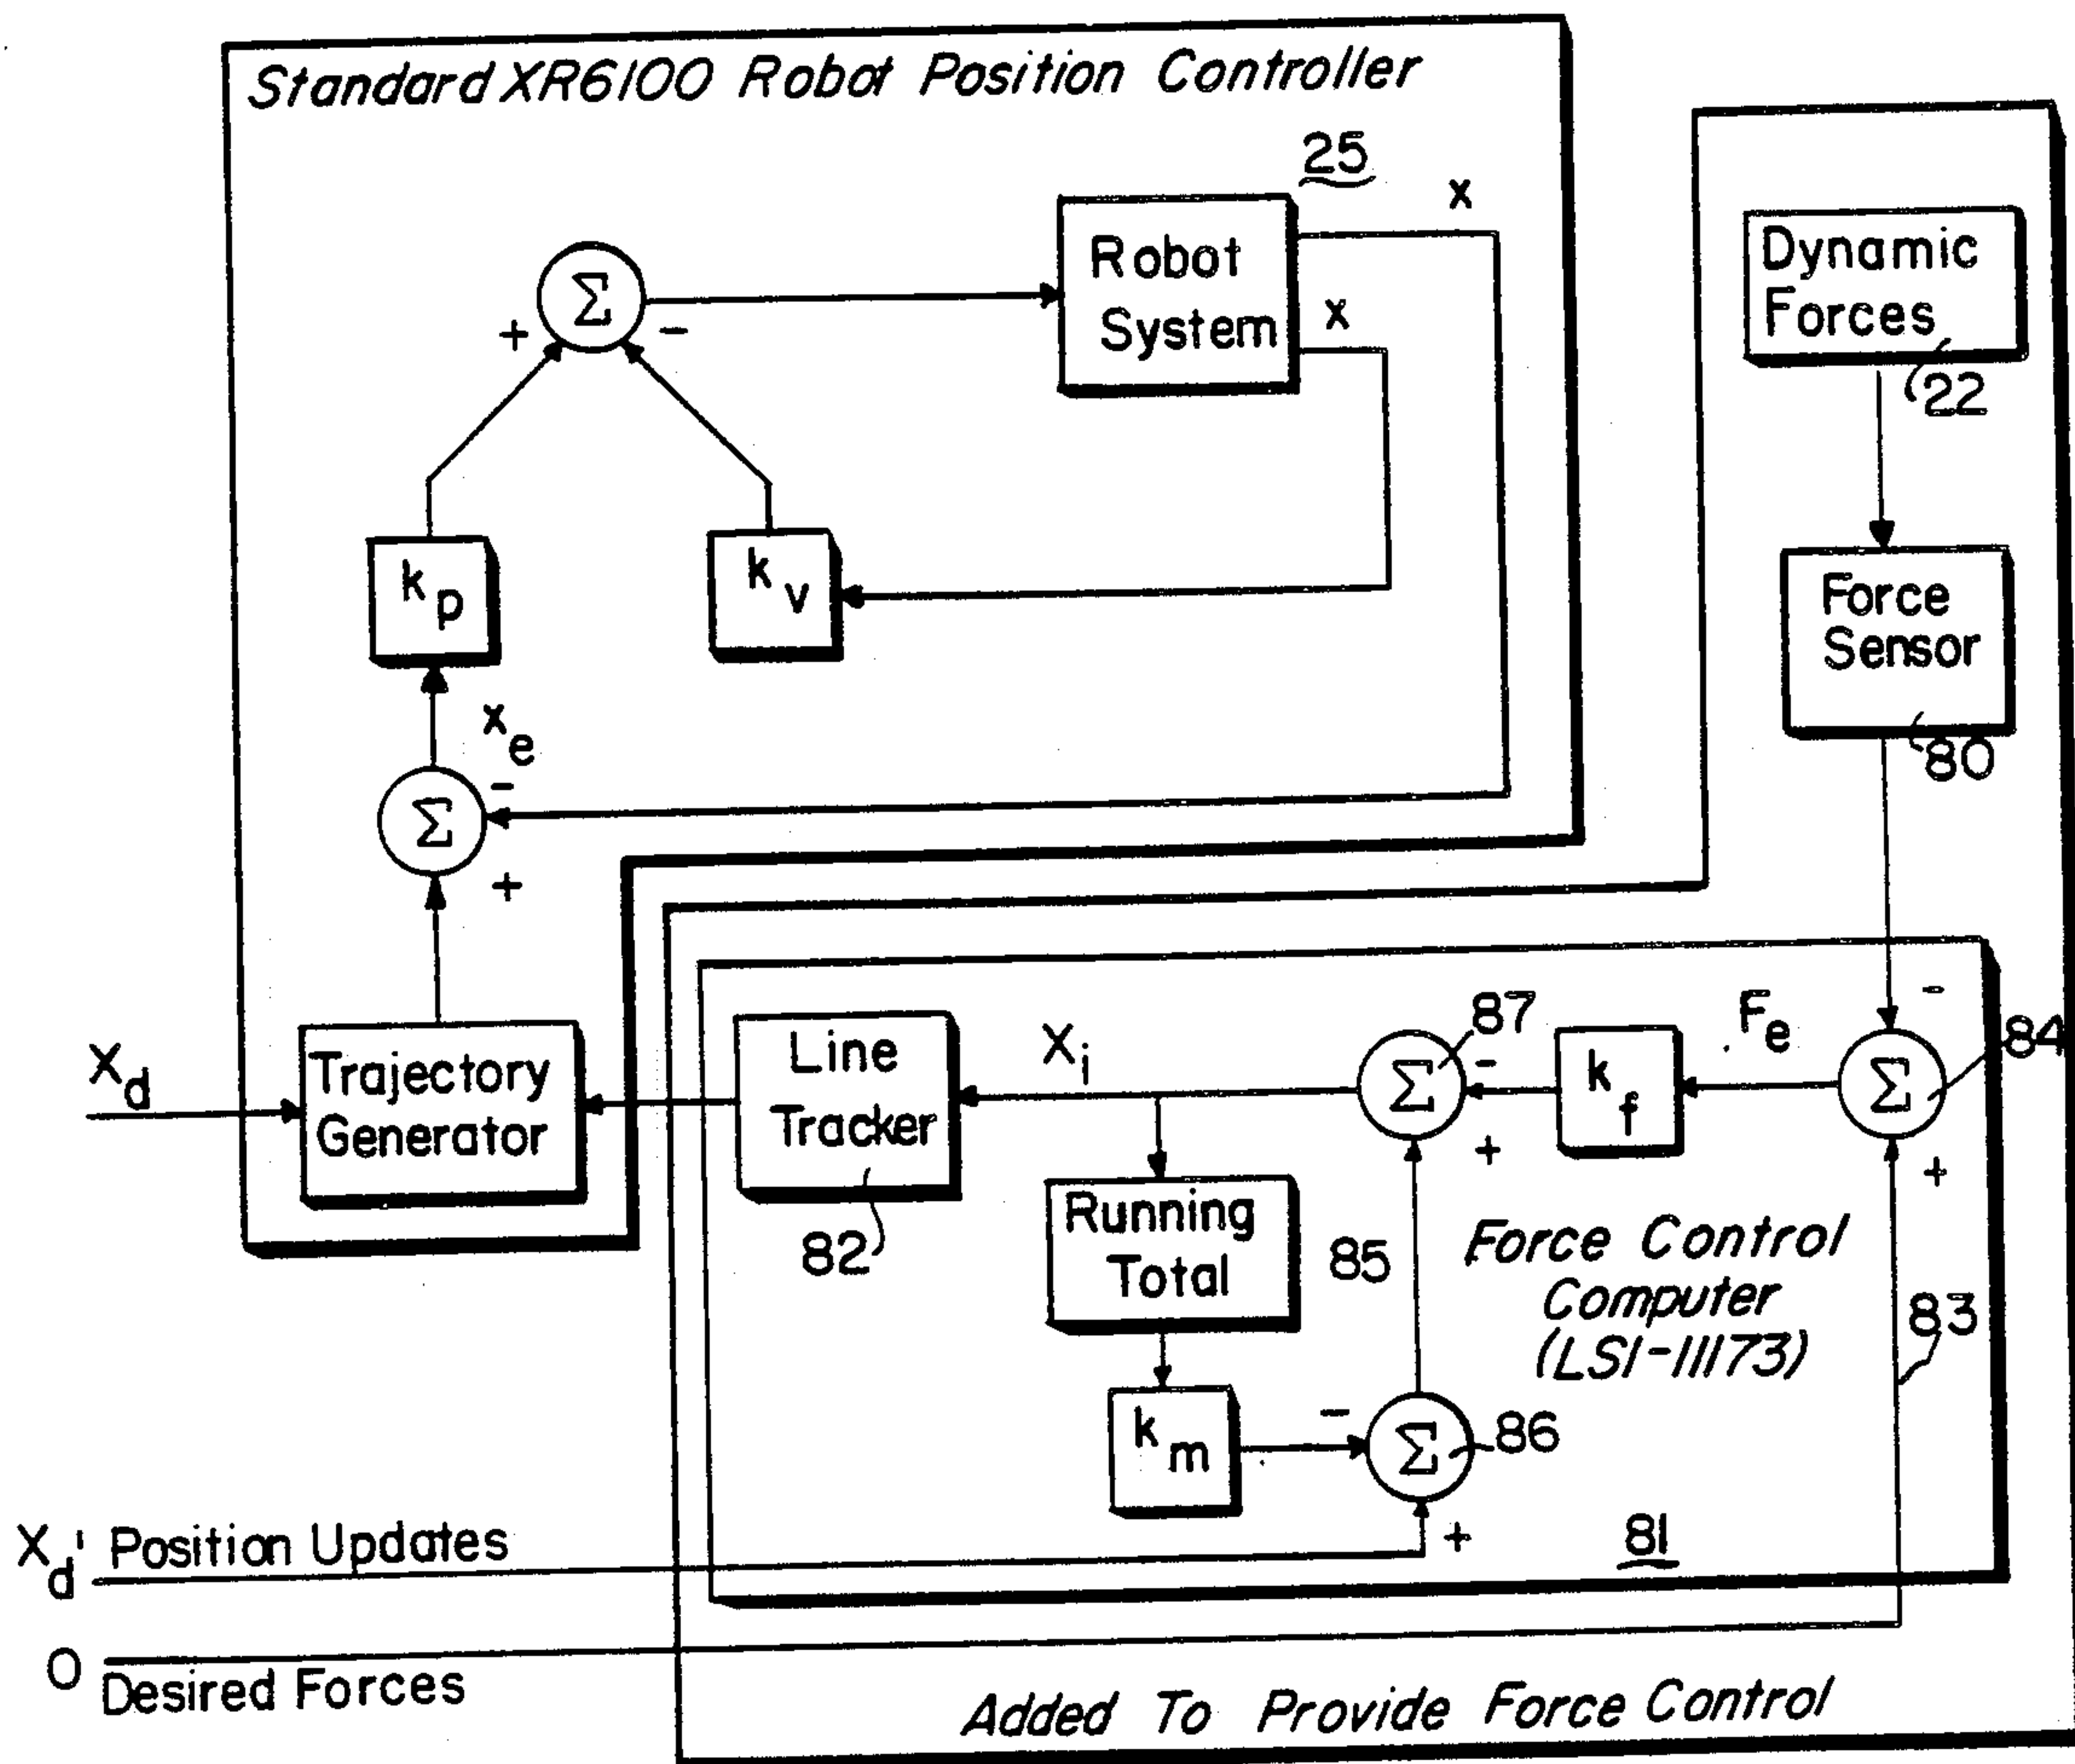 Standard XR6100 Robot Position Controller
25
x
Robot
System
x
Dynamic
Forces
22
Σ
+
-
k p
k v
Force
Sensor
80
x e
Σ
-
+
X d
Trajectory
Generator
Line
Tracker
82
X i
Σ
87
-
+
k f
F e
Σ
84
-
+
Running
Total
85
Force Control
Computer
(LSI-11173)
83
k m
-
Σ
86
+
81
X d' Position Updates
0
Desired Forces
Added To Provide Force Control